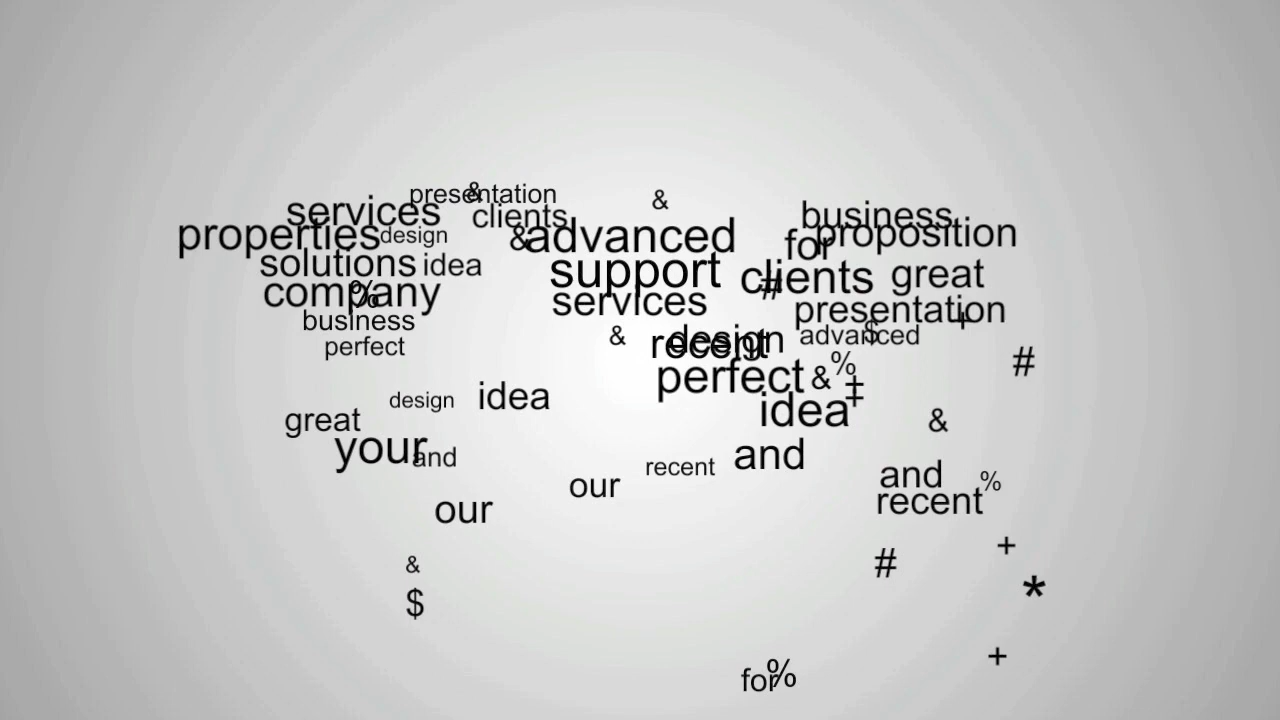 presentation &
services
clients
&
business
properties
design
&
advanced
for
proposition
solutions
idea
support
clients
great
company
%
services
#
presentation
business
&
design
recent
advanced
$
+
perfect
perfect
&
%
#
+
+
design
idea
idea
great
&
your
and
and
recent
our
and
%
our
recent
&
#
+
$
*
for
%
+